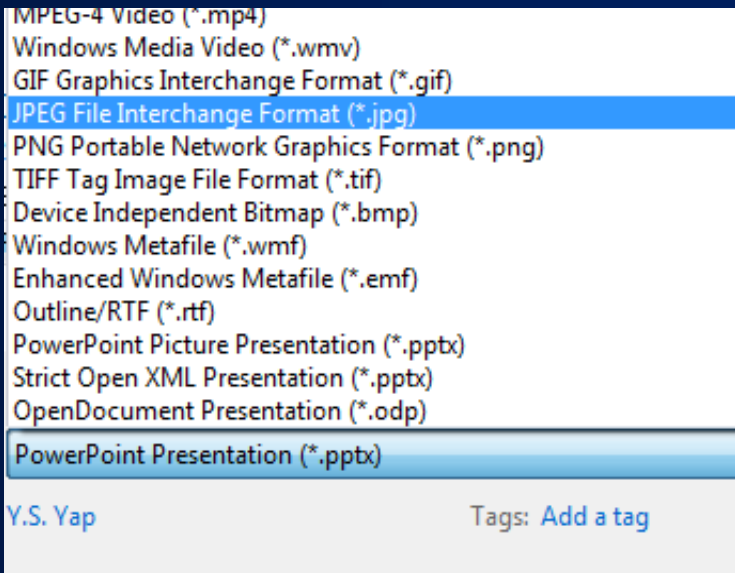 MPEG-4 Video (*.mp4)
Windows Media Video (*.wmv)
GIF Graphics Interchange Format (*.gif)
JPEG File Interchange Format (*.jpg)
PNG Portable Network Graphics Format (*.png)
TIFF Tag Image File Format (*.tif)
Device Independent Bitmap (*.bmp)
Windows Metafile (*.wmf)
Enhanced Windows Metafile (*.emf)
Outline/RTF (*.rtf)
PowerPoint Picture Presentation (*.pptx)
Strict Open XML Presentation (*.pptx)
OpenDocument Presentation (*.odp)
PowerPoint Presentation (*.pptx)
Y.S. Yap Tags: Add a tag